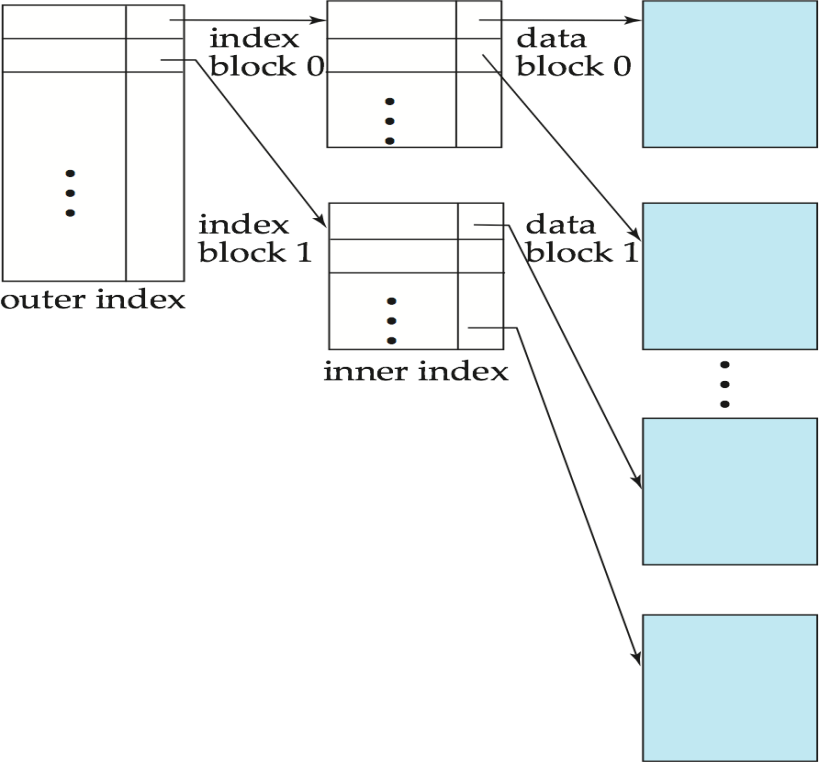 index
block 0
data
block 0
index
block 1
data
block 1
outer index
inner index